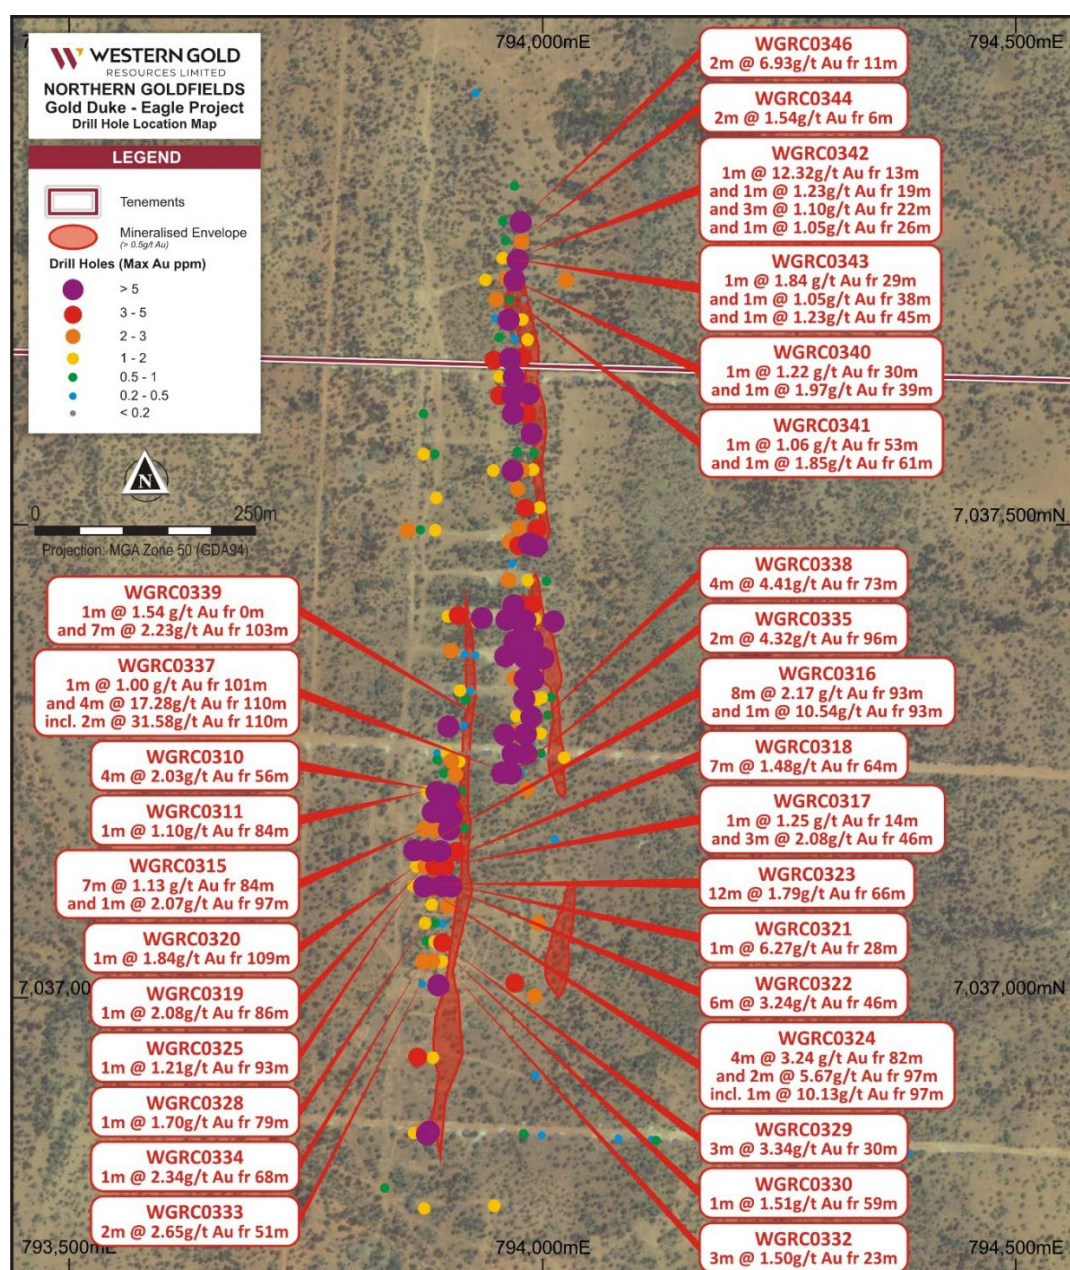 794,000mE
794,500mE
WESTERN GOLD
RESOURCES LIMITED
NORTHERN GOLDFIELDS
Gold Duke - Eagle Project
Drill Hole Location Map
LEGEND
Tenements
Mineralised Envelope
(> 0.5g/t Au)
Drill Holes (Max Au ppm)
> 5
3 - 5
2 - 3
1 - 2
0.5 - 1
0.2 - 0.5
< 0.2
N
0 250m
Projection: MGA Zone 50 (GDA94)
WGRC0346
2m @ 6.93g/t Au fr 11m
WGRC0344
2m @ 1.54g/t Au fr 6m
WGRC0342
1m @ 12.32g/t Au fr 13m
and 1m @ 1.23g/t Au fr 19m
and 3m @ 1.10g/t Au fr 22m
and 1m @ 1.05g/t Au fr 26m
WGRC0343
1m @ 1.84 g/t Au fr 29m
and 1m @ 1.05g/t Au fr 38m
and 1m @ 1.23g/t Au fr 45m
WGRC0340
1m @ 1.22 g/t Au fr 30m
and 1m @ 1.97g/t Au fr 39m
WGRC0341
1m @ 1.06 g/t Au fr 53m
and 1m @ 1.85g/t Au fr 61m
7,037,500mN
WGRC0339
1m @ 1.54 g/t Au fr 0m
and 7m @ 2.23g/t Au fr 103m
WGRC0337
1m @ 1.00 g/t Au fr 101m
and 4m @ 17.28g/t Au fr 110m
incl. 2m @ 31.58g/t Au fr 110m
WGRC0310
4m @ 2.03g/t Au fr 56m
WGRC0311
1m @ 1.10g/t Au fr 84m
WGRC0315
7m @ 1.13 g/t Au fr 84m
and 1m @ 2.07g/t Au fr 97m
WGRC0320
1m @ 1.84g/t Au fr 109m
WGRC0319
1m @ 2.08g/t Au fr 86m
WGRC0325
1m @ 1.21g/t Au fr 93m
WGRC0328
1m @ 1.70g/t Au fr 79m
WGRC0334
1m @ 2.34g/t Au fr 68m
WGRC0333
2m @ 2.65g/t Au fr 51m
WGRC0338
4m @ 4.41g/t Au fr 73m
WGRC0335
2m @ 4.32g/t Au fr 96m
WGRC0316
8m @ 2.17 g/t Au fr 93m
and 1m @ 10.54g/t Au fr 93m
WGRC0318
7m @ 1.48g/t Au fr 64m
WGRC0317
1m @ 1.25 g/t Au fr 14m
and 3m @ 2.08g/t Au fr 46m
WGRC0323
12m @ 1.79g/t Au fr 66m
WGRC0321
1m @ 6.27g/t Au fr 28m
WGRC0322
6m @ 3.24g/t Au fr 46m
WGRC0324
4m @ 3.24 g/t Au fr 82m
and 2m @ 5.67g/t Au fr 97m
incl. 1m @ 10.13g/t Au fr 97m
WGRC0329
3m @ 3.34g/t Au fr 30m
WGRC0330
1m @ 1.51g/t Au fr 59m
WGRC0332
3m @ 1.50g/t Au fr 23m
7,037,00
7,037,000mN
793,500mE
794,000mE
794,500mE